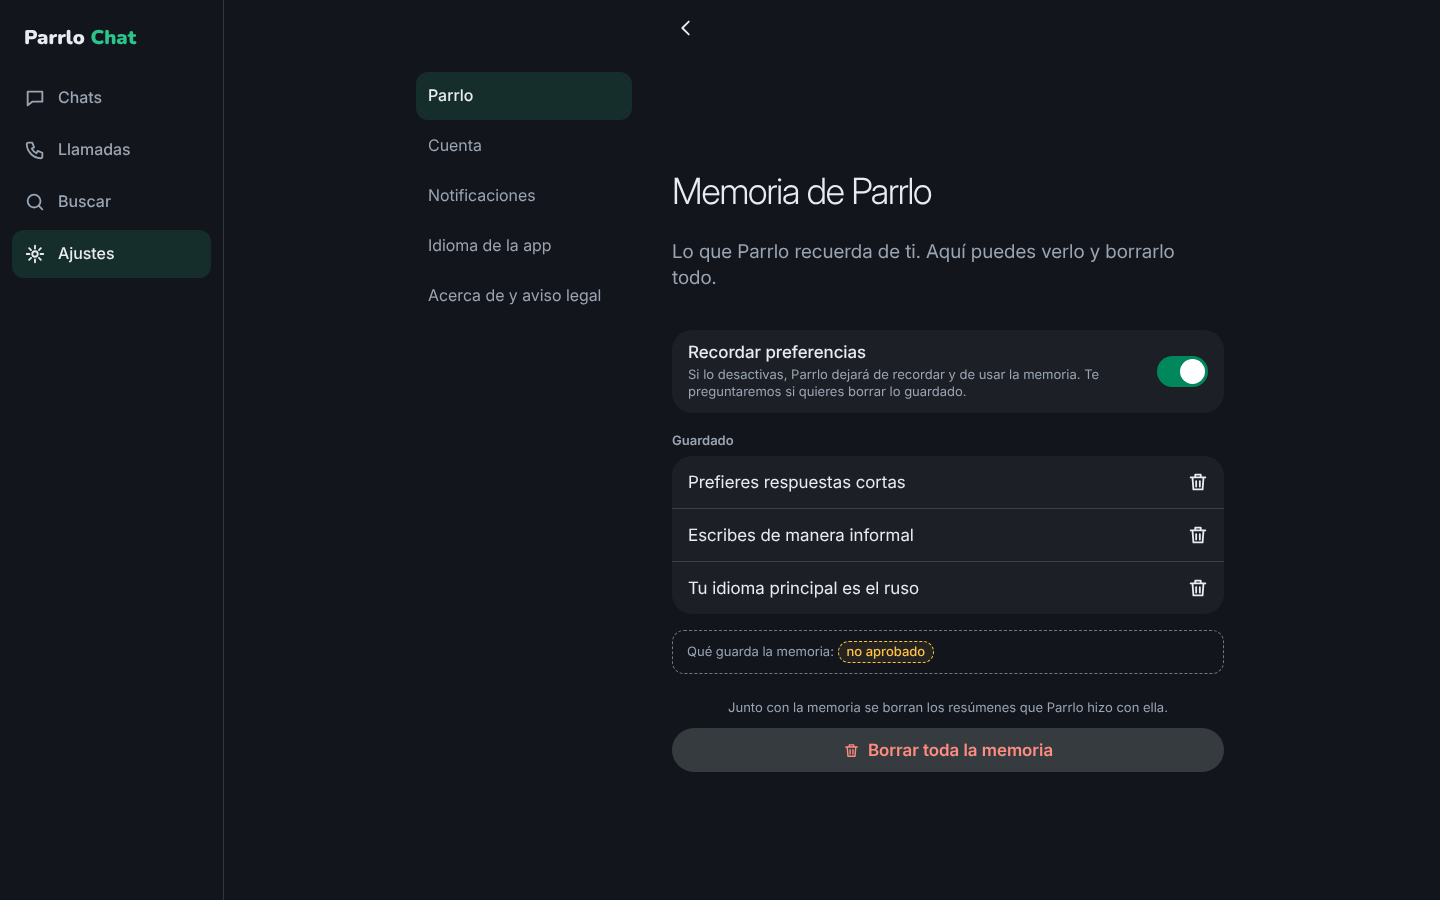 Parrlo Chat
Chats
Llamadas
Buscar
Ajustes
Parrlo
Cuenta
Notificaciones
Idioma de la app
Acerca de y aviso legal
Memoria de Parrlo
Lo que Parrlo recuerda de ti. Aquí puedes verlo y borrarlo
todo.
Recordar preferencias
Si lo desactivas, Parrlo dejará de recordar y de usar la memoria. Te
preguntaremos si quieres borrar lo guardado.
Guardado
Prefieres respuestas cortas
Escribes de manera informal
Tu idioma principal es el ruso
Qué guarda la memoria: no aprobado
Junto con la memoria se borran los resúmenes que Parrlo hizo con ella.
Borrar toda la memoria